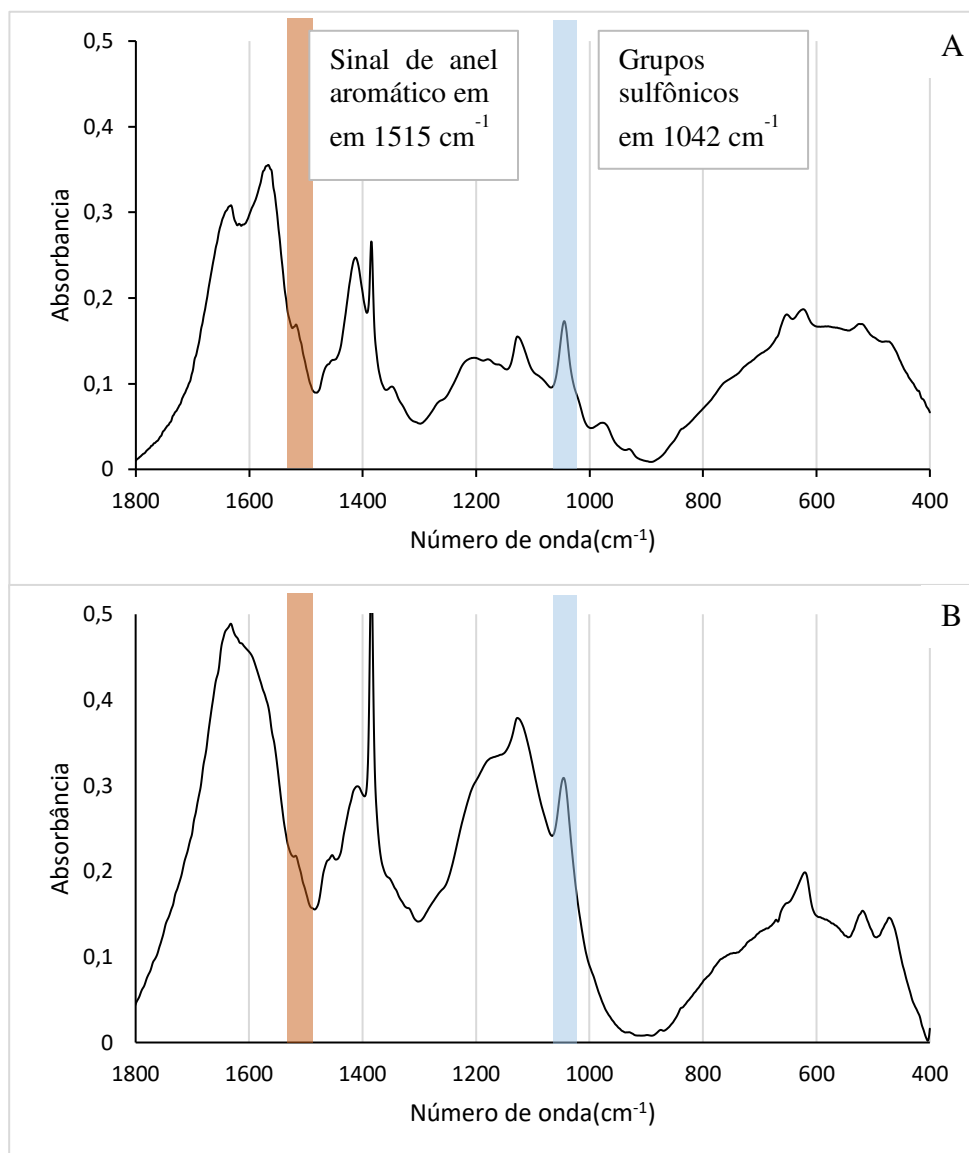 A
Sinal de anel
aromático em
em 1515 cm⁻¹
Grupos
sulfônicos
em 1042 cm⁻¹
0,5
0,4
0,3
0,2
0,1
0
Absorbancia
1800 1600 1400 1200 1000 800 600 400
Número de onda(cm⁻¹)
B
0,5
0,4
0,3
0,2
0,1
0
Absorbância
1800 1600 1400 1200 1000 800 600 400
Número de onda(cm⁻¹)